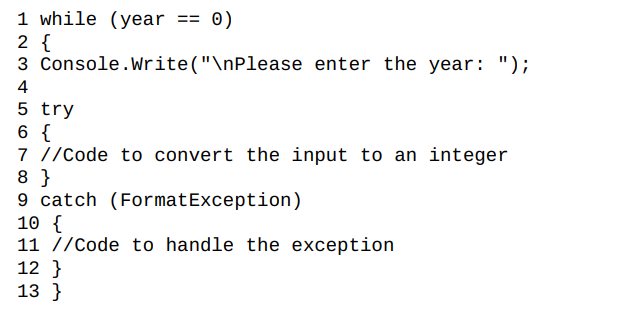 1 while (year == 0)
2 {
3 Console.Write("\nPlease enter the year: ");
4
5 try
6 {
7 //Code to convert the input to an integer
8 }
9 catch (FormatException)
10 {
11 //Code to handle the exception
12 }
13 }